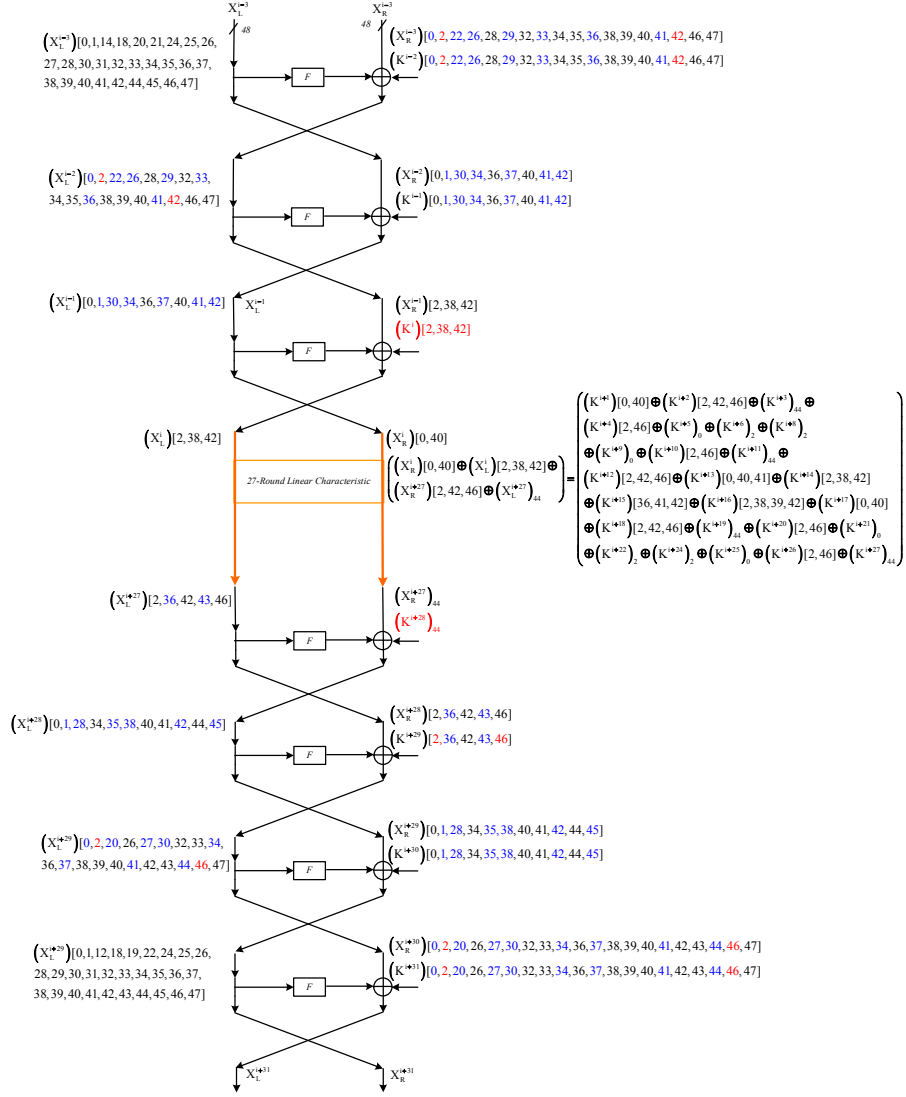 X_L^{i−3} X_R^{i−3}
48 48
(X_L^{i−3})[0,1,14,18,20,21,24,25,26,
27,28,30,31,32,33,34,35,36,37,
38,39,40,41,42,44,45,46,47]
(X_R^{i−3})[0,2,22,26,28,29,32,33,34,35,36,38,39,40,41,42,46,47]
(K^{i−2})[0,2,22,26,28,29,32,33,34,35,36,38,39,40,41,42,46,47]
F
(X_L^{i−2})[0,2,22,26,28,29,32,33,
34,35,36,38,39,40,41,42,46,47]
(X_R^{i−2})[0,1,30,34,36,37,40,41,42]
(K^{i−1})[0,1,30,34,36,37,40,41,42]
F
(X_L^{i−1})[0,1,30,34,36,37,40,41,42]
X_L^{i−1}
(X_R^{i−1})[2,38,42]
(K^i)[2,38,42]
F
(X_L^i)[2,38,42]
(X_R^i)[0,40]
27-Round Linear Characteristic
((X_R^i)[0,40]⊕(X_L^i)[2,38,42]⊕
(X_R^{i+27})[2,42,46]⊕(X_L^{i+27})_44)
=
((K^{i+1})[0,40]⊕(K^{i+2})[2,42,46]⊕(K^{i+3})_44⊕
(K^{i+4})[2,46]⊕(K^{i+5})_0⊕(K^{i+6})_2⊕(K^{i+8})_2
⊕(K^{i+9})_0⊕(K^{i+10})[2,46]⊕(K^{i+11})_44⊕
(K^{i+12})[2,42,46]⊕(K^{i+13})[0,40,41]⊕(K^{i+14})[2,38,42]
⊕(K^{i+15})[36,41,42]⊕(K^{i+16})[2,38,39,42]⊕(K^{i+17})[0,40]
⊕(K^{i+18})[2,42,46]⊕(K^{i+19})_44⊕(K^{i+20})[2,46]⊕(K^{i+21})_0
⊕(K^{i+22})_2⊕(K^{i+24})_2⊕(K^{i+25})_0⊕(K^{i+26})[2,46]⊕(K^{i+27})_44)
(X_L^{i+27})[2,36,42,43,46]
(X_R^{i+27})_44
(K^{i+28})_44
F
(X_L^{i+28})[0,1,28,34,35,38,40,41,42,44,45]
(X_R^{i+28})[2,36,42,43,46]
(K^{i+29})[2,36,42,43,46]
F
(X_L^{i+29})[0,2,20,26,27,30,32,33,34,
36,37,38,39,40,41,42,43,44,46,47]
(X_R^{i+29})[0,1,28,34,35,38,40,41,42,44,45]
(K^{i+30})[0,1,28,34,35,38,40,41,42,44,45]
F
(X_L^{i+29})[0,1,12,18,19,22,24,25,26,
28,29,30,31,32,33,34,35,36,37,
38,39,40,41,42,43,44,45,46,47]
(X_R^{i+30})[0,2,20,26,27,30,32,33,34,36,37,38,39,40,41,42,43,44,46,47]
(K^{i+31})[0,2,20,26,27,30,32,33,34,36,37,38,39,40,41,42,43,44,46,47]
F
X_L^{i+31} X_R^{i+31}